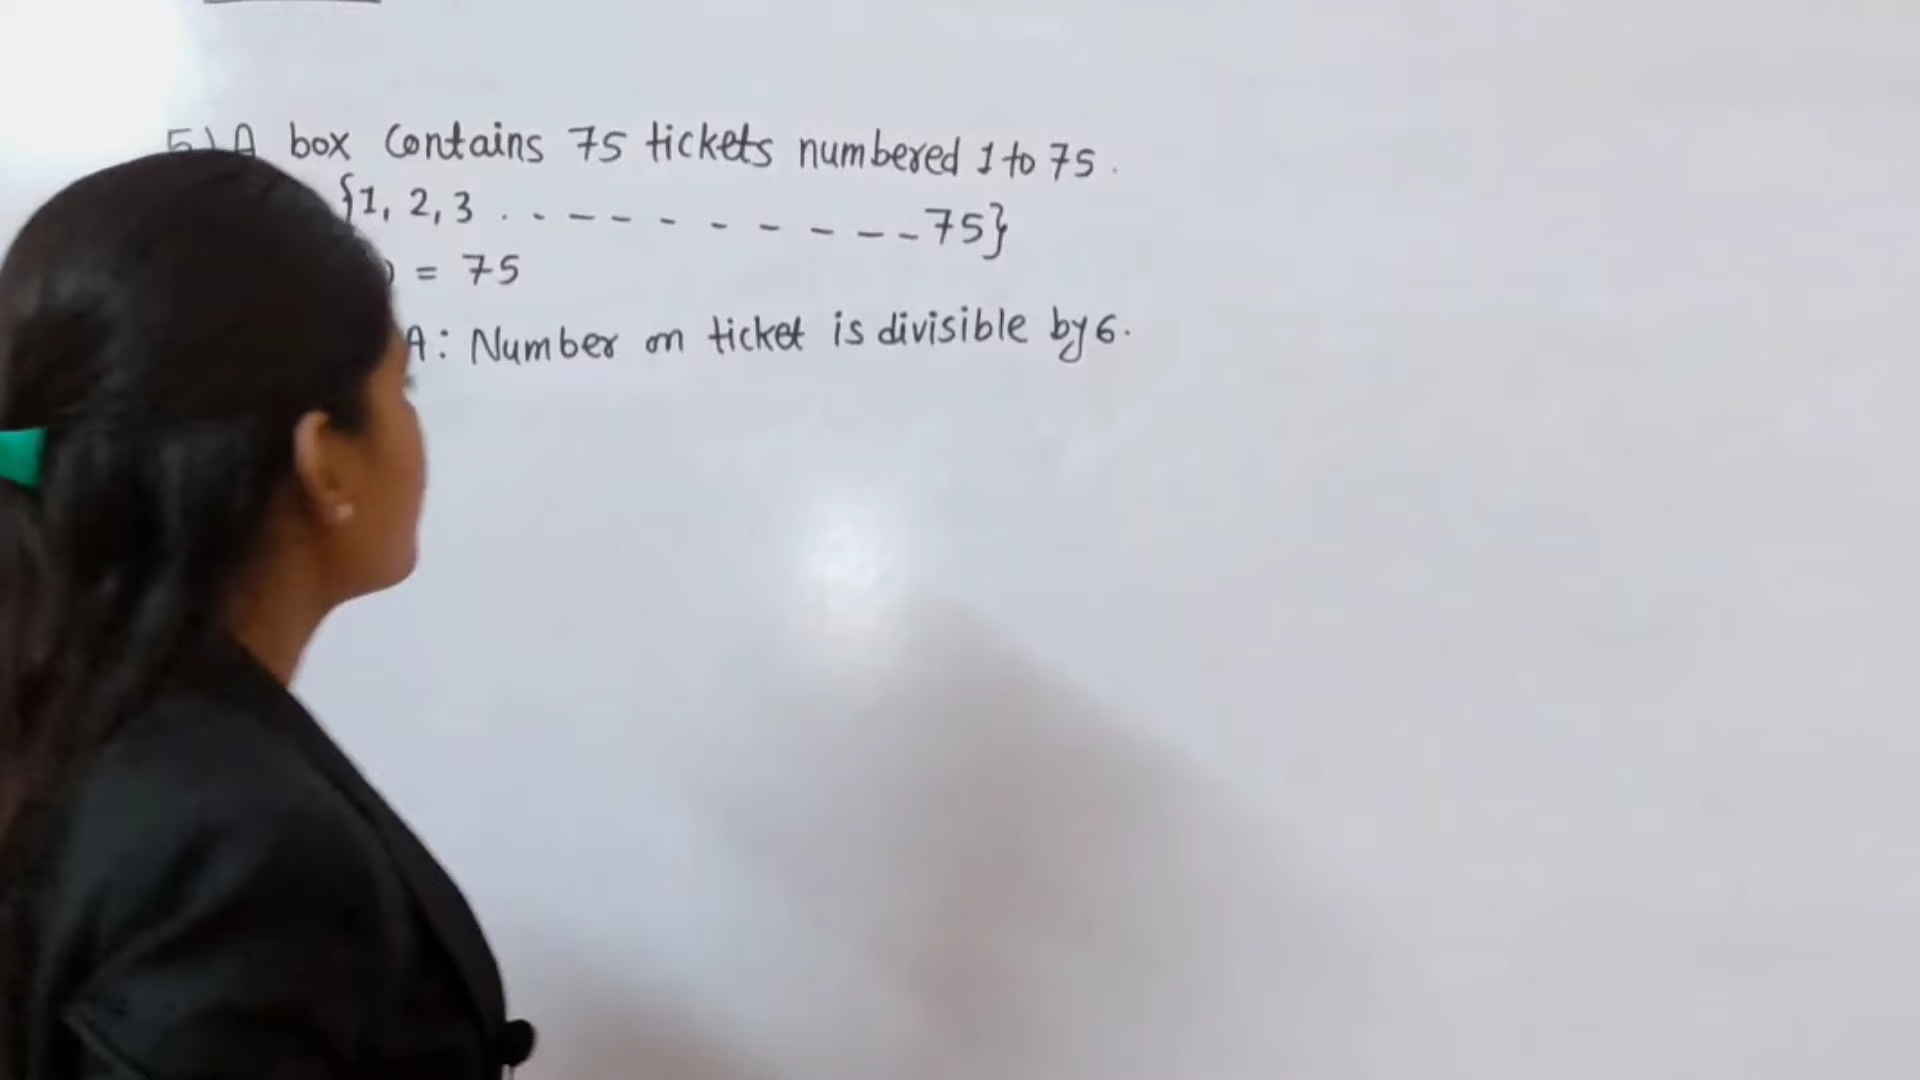 5) A box contains 75 tickets numbered 1 to 75.
{1, 2, 3 . . - - - - - - - - - 75}
) = 75
A: Number on ticket is divisible by 6.